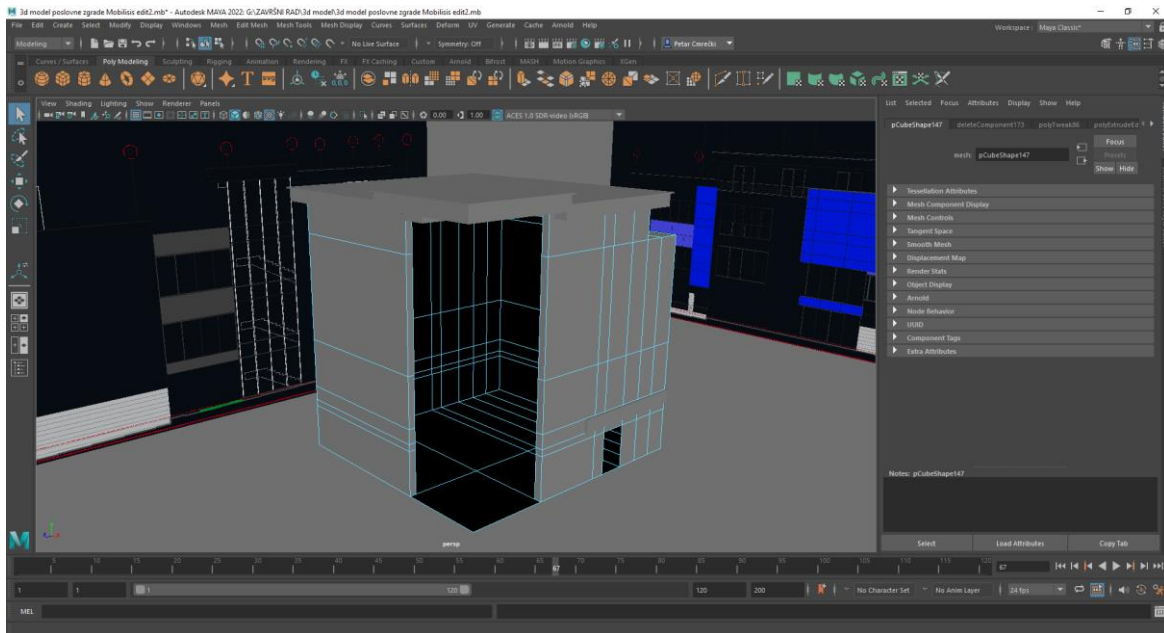 3d model poslovne zgrade Mobilisis edit2.mb* - Autodesk MAYA 2022: G:\ZAVRŠNI RAD\3d model\3d model poslovne zgrade Mobilisis edit2.mb
File Edit Create Select Modify Display Windows Mesh Edit Mesh Mesh Tools Mesh Display Curves Surfaces Deform UV Generate Cache Arnold Help
Workspace: Maya Classic*
Modeling No Live Surface Symmetry: Off Petar Cmrečki
Curves / Surfaces Poly Modeling Sculpting Rigging Animation Rendering FX FX Caching Custom Arnold Bifrost MASH Motion Graphics XGen
View Shading Lighting Show Renderer Panels
0.00 1.00 ACES 1.0 SDR-video (sRGB)
List Selected Focus Attributes Display Show Help
pCubeShape147 deleteComponent173 polyTweak86 polyExtrudeEd
mesh: pCubeShape147
Focus
Presets
Show Hide
Tessellation Attributes
Mesh Component Display
Mesh Controls
Tangent Space
Smooth Mesh
Displacement Map
Render Stats
Object Display
Arnold
Node Behavior
UUID
Component Tags
Extra Attributes
Notes: pCubeShape147
Select Load Attributes Copy Tab
persp
5 10 15 20 25 30 35 40 45 50 55 60 65 67 70 75 80 85 90 95 100 105 110 115 120 67
1 1 1 120 120 200 No Character Set No Anim Layer 24 fps
MEL